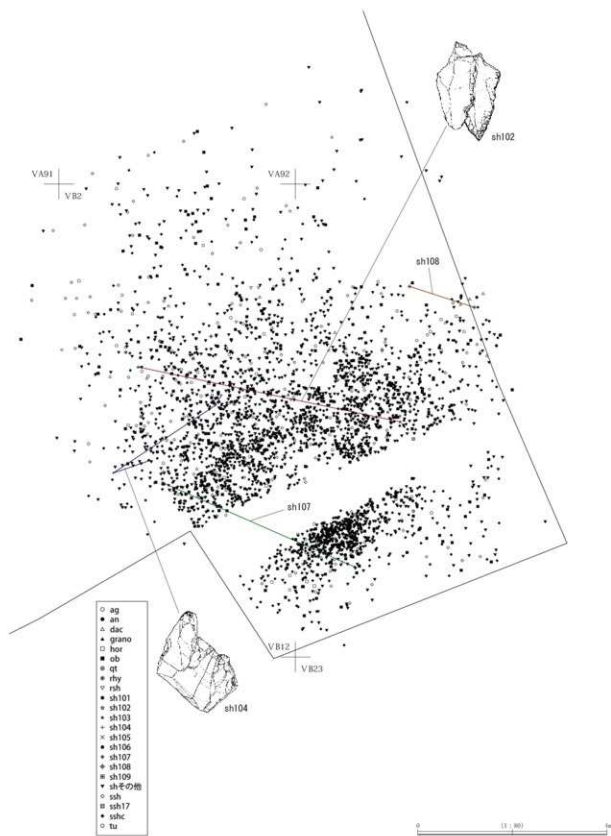 sh102
VA91
VB2
VA92
sh108
sh107
VB12
VB23
sh104
ag
an
dac
grano
hor
ob
qt
rhy
rsh
sh101
sh102
sh103
sh104
sh105
sh106
sh107
sh108
sh109
shその他
ssh
ssh17
sshc
tu
0
(1 : 80)